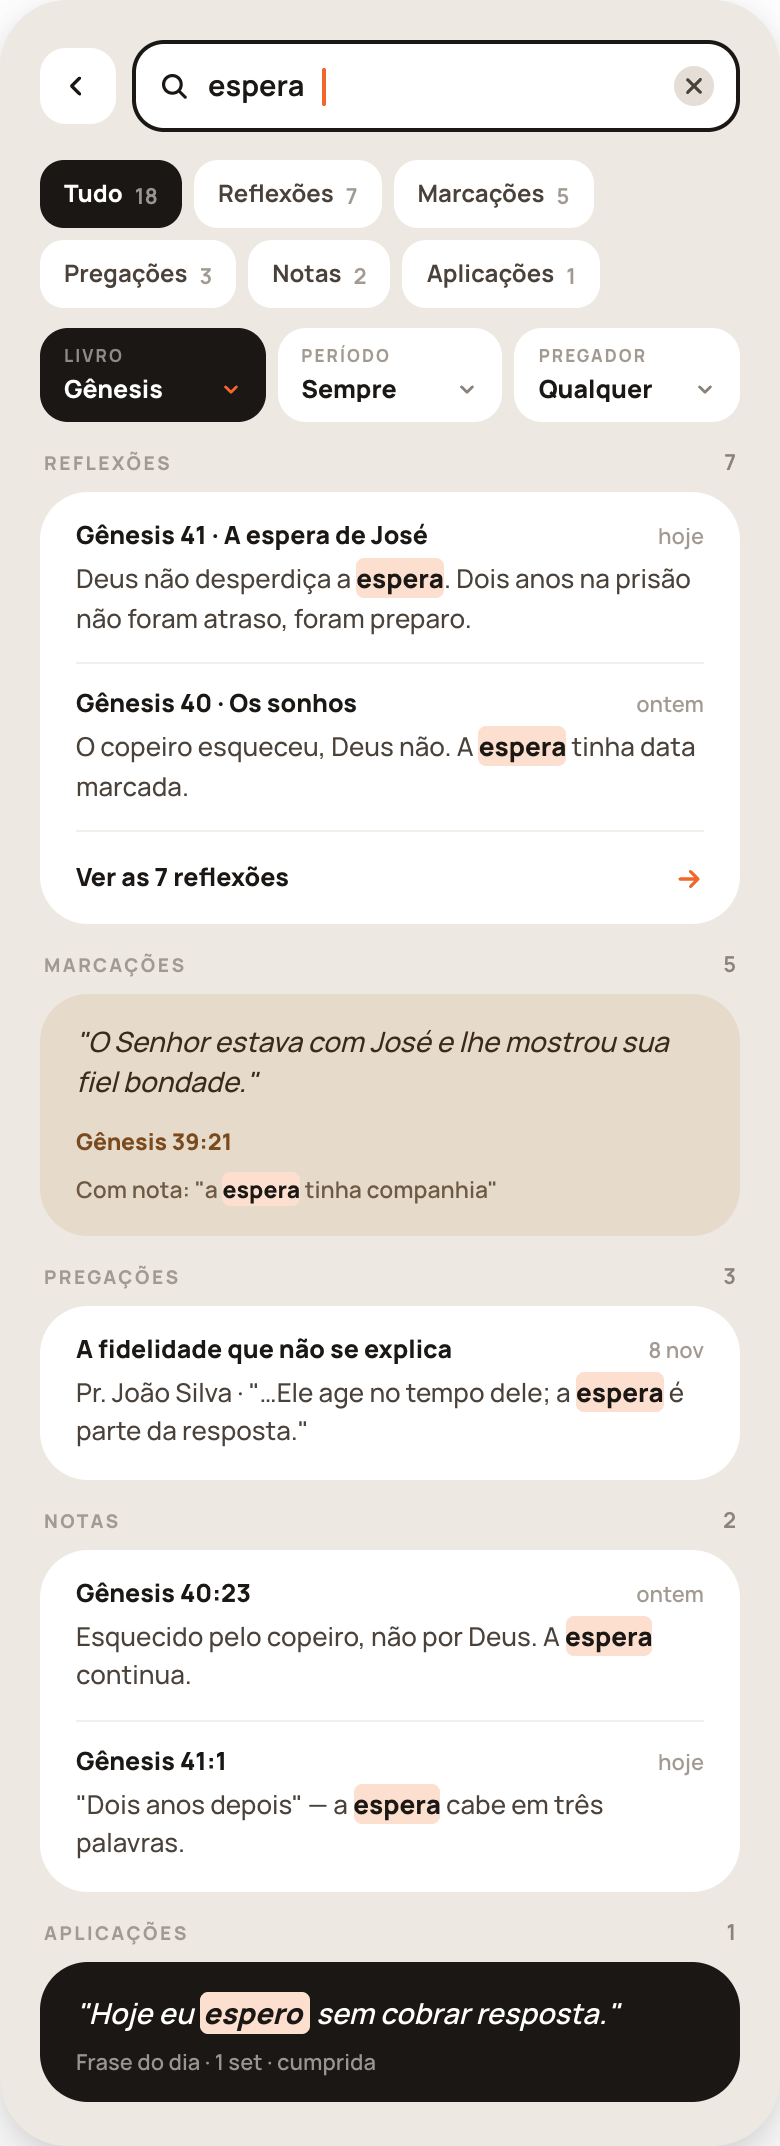 espera
Tudo 18 Reflexões 7 Marcações 5
Pregações 3 Notas 2 Aplicações 1
LIVRO PERÍODO PREGADOR
Gênesis Sempre Qualquer
REFLEXÕES 7
Gênesis 41 · A espera de José hoje
Deus não desperdiça a espera. Dois anos na prisão
não foram atraso, foram preparo.
Gênesis 40 · Os sonhos ontem
O copeiro esqueceu, Deus não. A espera tinha data
marcada.
Ver as 7 reflexões
MARCAÇÕES 5
"O Senhor estava com José e lhe mostrou sua
fiel bondade."
Gênesis 39:21
Com nota: "a espera tinha companhia"
PREGAÇÕES 3
A fidelidade que não se explica 8 nov
Pr. João Silva · "…Ele age no tempo dele; a espera é
parte da resposta."
NOTAS 2
Gênesis 40:23 ontem
Esquecido pelo copeiro, não por Deus. A espera
continua.
Gênesis 41:1 hoje
"Dois anos depois" — a espera cabe em três
palavras.
APLICAÇÕES 1
"Hoje eu espero sem cobrar resposta."
Frase do dia · 1 set · cumprida